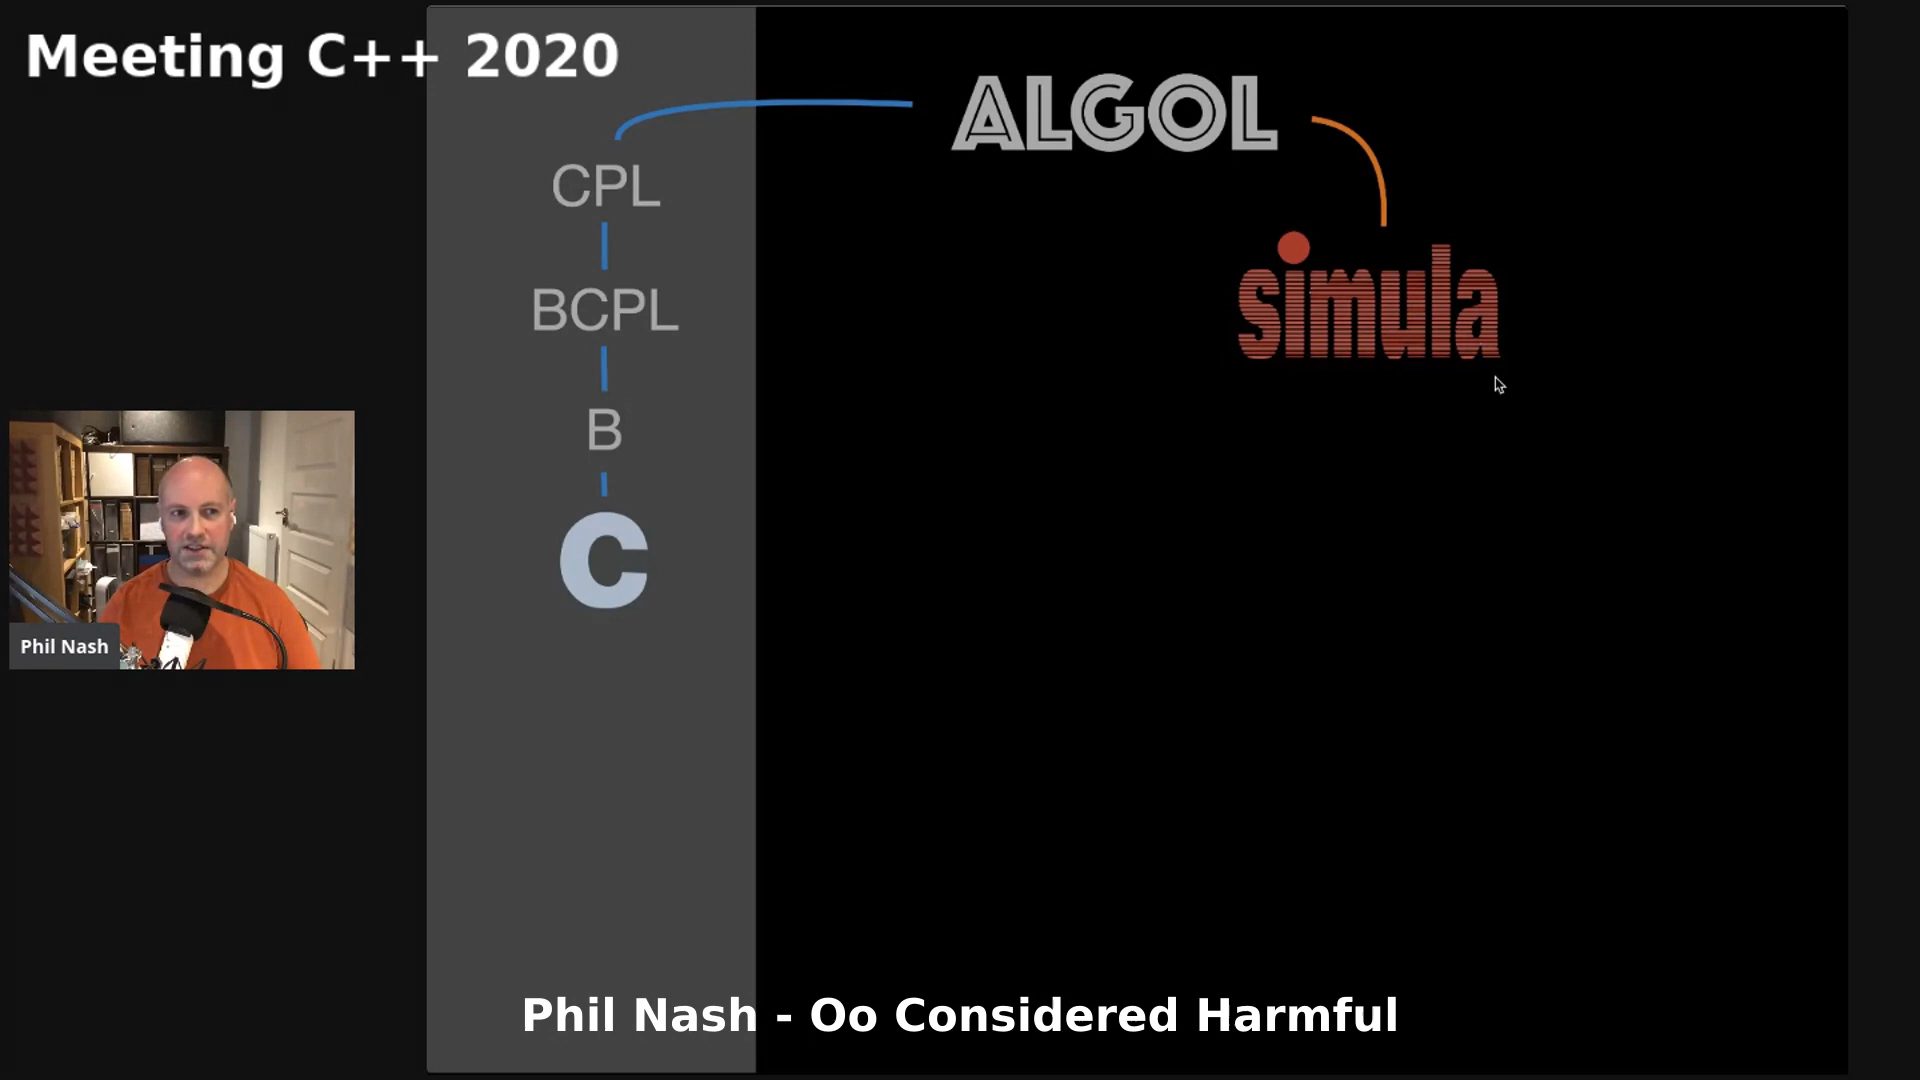 Meeting C++ 2020
ALGOL
CPL
simula
BCPL
B
C
Phil Nash
Phil Nash - Oo Considered Harmful